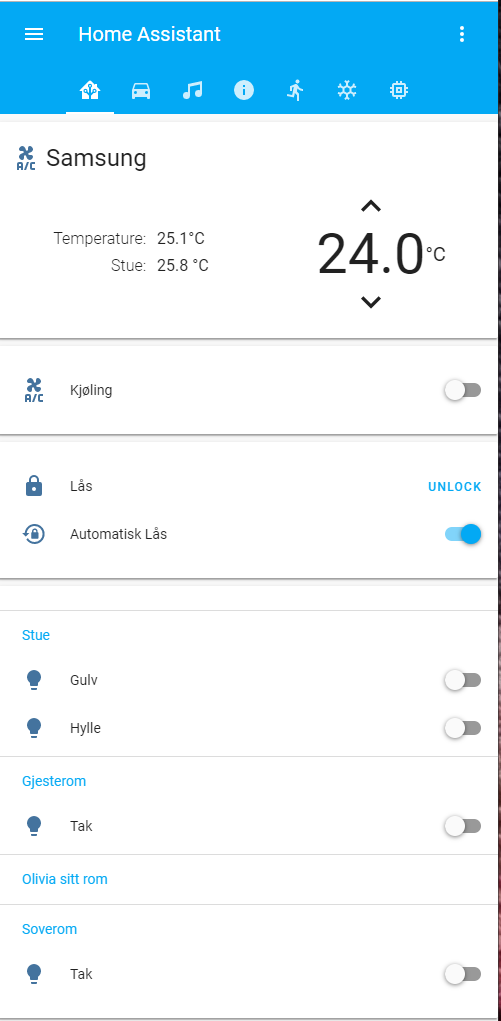 Home Assistant
A/C
Samsung
Temperature: 25.1°C
Stue: 25.8 °C
24.0 °C
A/C
Kjøling
Lås
UNLOCK
Automatisk Lås
Stue
Gulv
Hylle
Gjesterom
Tak
Olivia sitt rom
Soverom
Tak